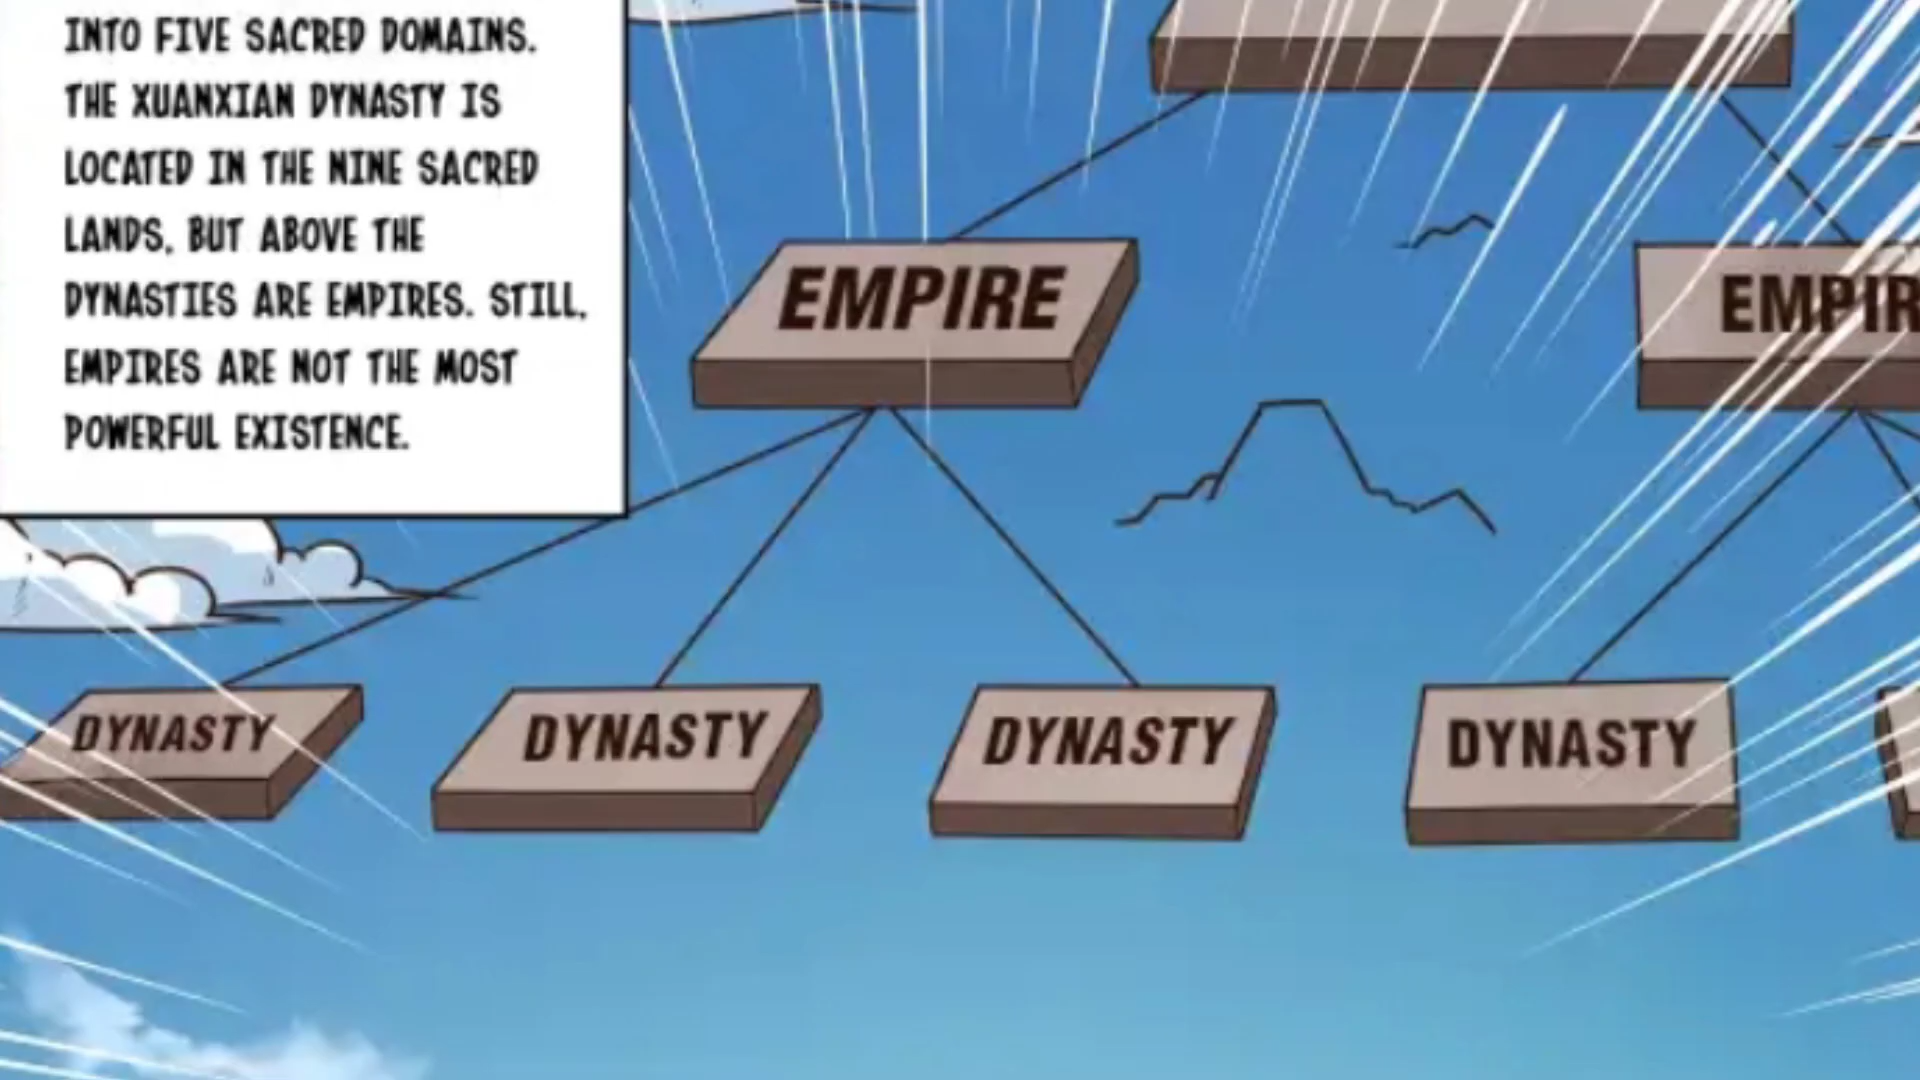 INTO FIVE SACRED DOMAINS.
THE XUANXIAN DYNASTY IS
LOCATED IN THE NINE SACRED
LANDS, BUT ABOVE THE
DYNASTIES ARE EMPIRES. STILL,
EMPIRES ARE NOT THE MOST
POWERFUL EXISTENCE.
EMPIRE
EMPIR
DYNASTY
DYNASTY
DYNASTY
DYNASTY